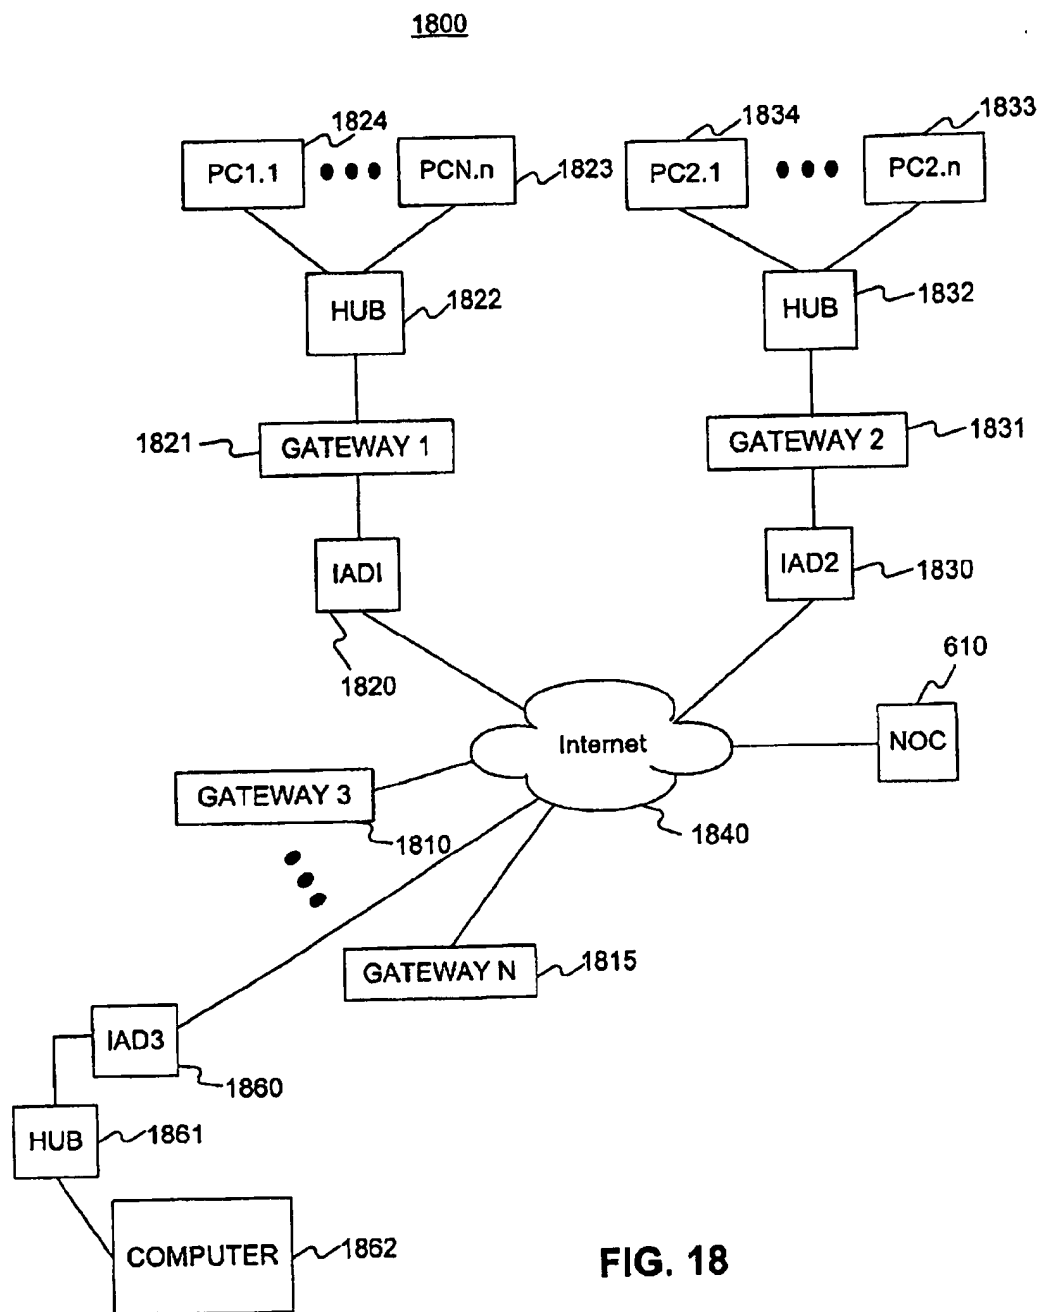 1800
1824
1823
1834
1833
PC1.1
PCN.n
PC2.1
PC2.n
HUB
1822
HUB
1832
1821
GATEWAY 1
GATEWAY 2
1831
IADI
1820
IAD2
1830
610
NOC
Internet
1840
GATEWAY 3
1810
GATEWAY N
1815
IAD3
1860
HUB
1861
COMPUTER
1862
FIG. 18